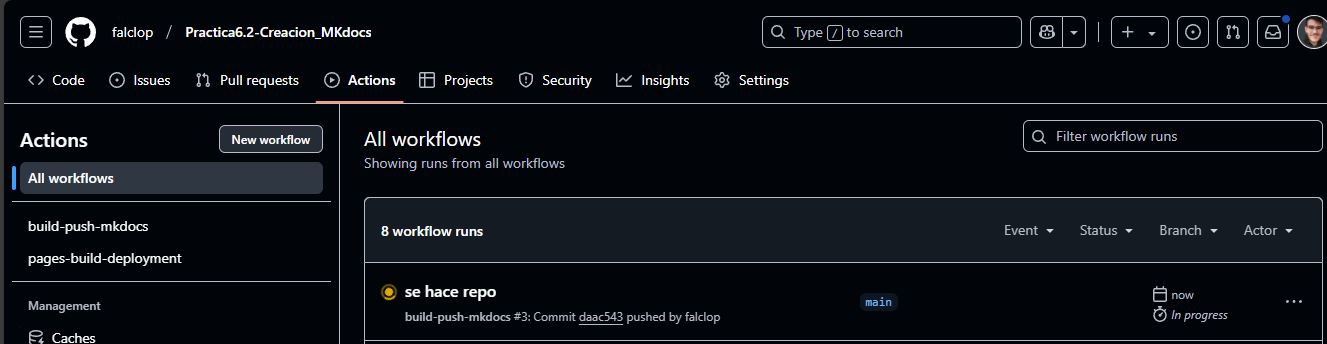 falclop / Practica6.2-Creacion_MKdocs
Type / to search
Code Issues Pull requests Actions Projects Security Insights Settings
Actions
New workflow
All workflows
build-push-mkdocs
pages-build-deployment
Management
Caches
All workflows
Showing runs from all workflows
Filter workflow runs
8 workflow runs
Event Status Branch Actor
se hace repo
build-push-mkdocs #3: Commit daac543 pushed by falclop
main
now
In progress